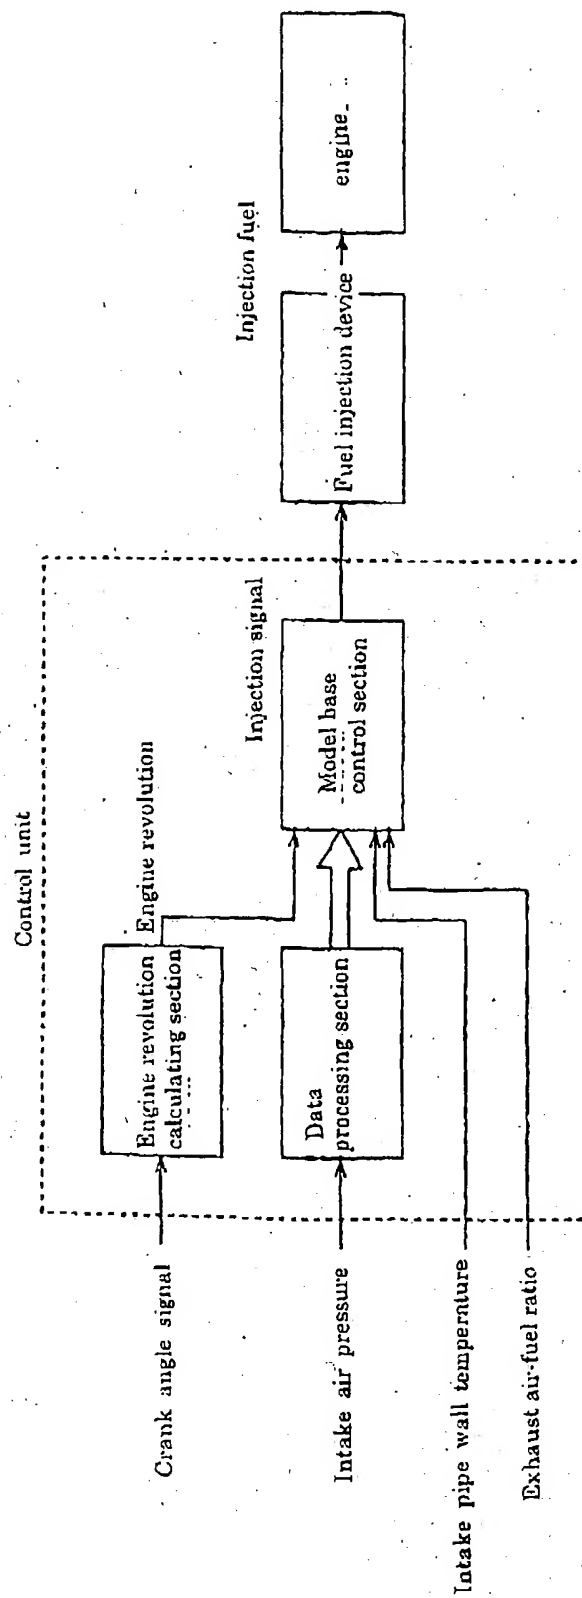 Control unit
Crank angle signal
Engine revolution
calculating section
Engine revolution
Intake air pressure
Data
processing section
Model base
control section
Injection signal
Fuel injection device
Injection fuel
engine
Intake pipe wall temperature
Exhaust air-fuel ratio